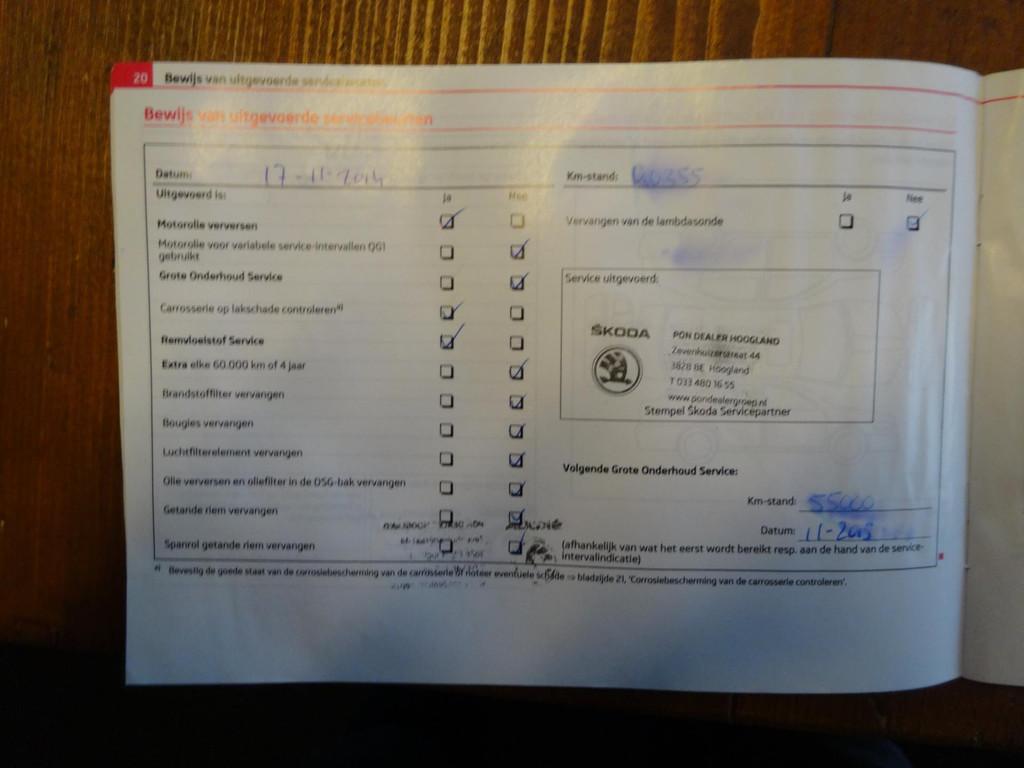 20 Bewijs van uitgevoerde servicebeurten
Bewijs van uitgevoerde servicebeurten
Datum: 17-11-2014
Km-stand:
Uitgevoerd is: Ja Nee
Ja Nee
Motorolie verversen
Vervangen van de lambdasonde
Motorolie voor variabele service-intervallen QG1
gebruikt
Grote Onderhoud Service
Carrosserie op lakschade controleren a)
Remvloeistof Service
Extra elke 60.000 km of 4 jaar
Brandstoffilter vervangen
Bougies vervangen
Luchtfilterelement vervangen
Olie verversen en oliefilter in de DSG-bak vervangen
Getande riem vervangen
Spanrol getande riem vervangen
Service uitgevoerd:
ŠKODA
PON DEALER HOOGLAND
Zevenhuizerstraat 44
3828 BE Hoogland
T 033 480 16 55
www.pondealergroep.nl
Stempel Škoda Servicepartner
Volgende Grote Onderhoud Service:
Km-stand: 55000
Datum: 11-2015
(afhankelijk van wat het eerst wordt bereikt resp. aan de hand van de service-
intervalindicatie)
a) Bevestig de goede staat van de corrosiebescherming van de carrosserie of noteer eventuele schade ⇒ bladzijde 21, 'Corrosiebescherming van de carrosserie controleren'.